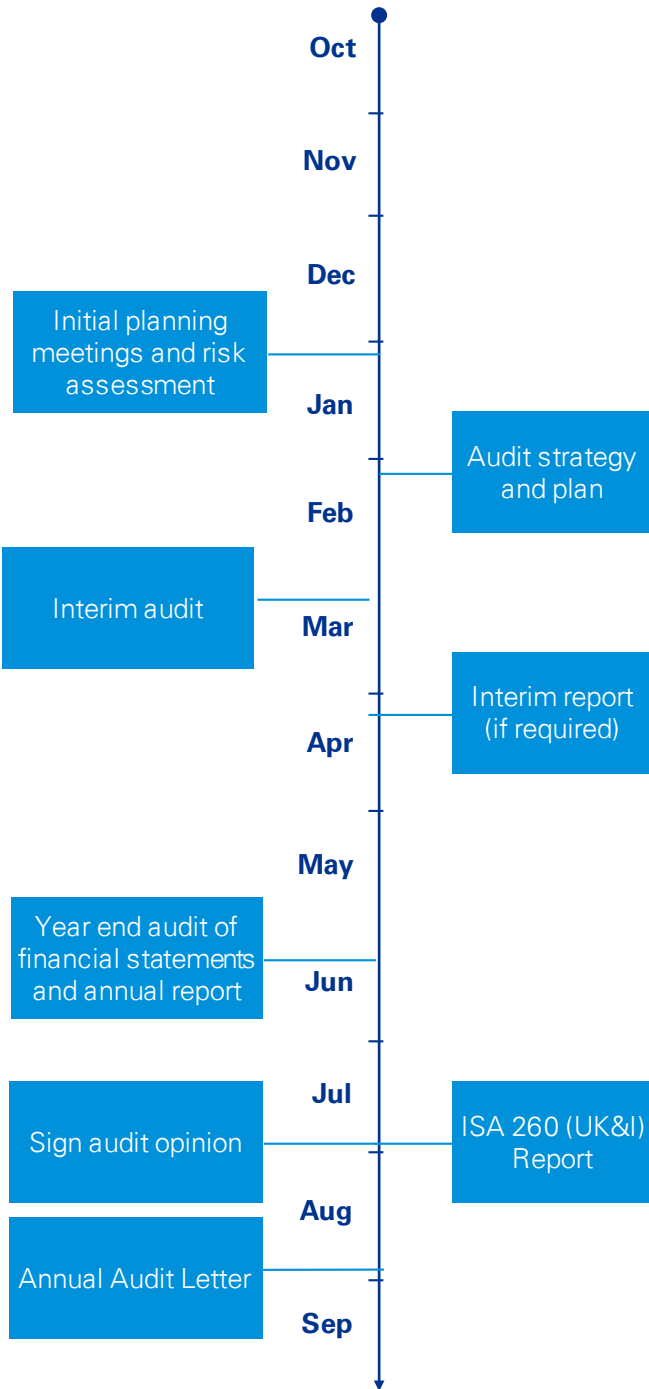 Oct
Nov
Dec
Initial planning
meetings and risk
assessment
Jan
Audit strategy
and plan
Feb
Interim audit
Mar
Interim report
(if required)
Apr
May
Year end audit of
financial statements
and annual report
Jun
Jul
Sign audit opinion
ISA 260 (UK&I)
Report
Aug
Annual Audit Letter
Sep